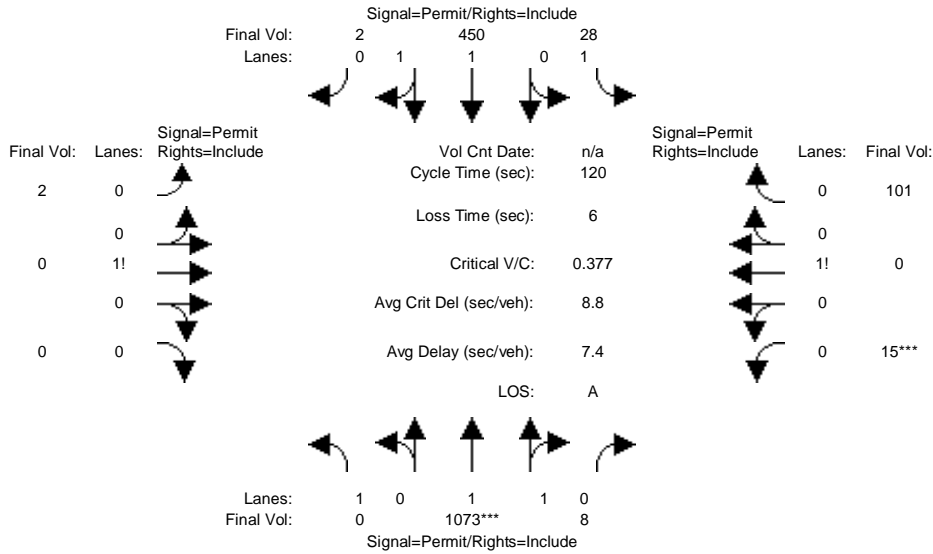 Signal=Permit/Rights=Include
Final Vol: 2 450 28
Lanes: 0 1 1 0 1
Signal=Permit
Final Vol: Lanes: Rights=Include
Vol Cnt Date: n/a
Signal=Permit
Rights=Include Lanes: Final Vol:
Cycle Time (sec): 120
2 0
0 101
Loss Time (sec): 6
0
0
0 1!
Critical V/C: 0.377
1! 0
0
Avg Crit Del (sec/veh): 8.8
0
0 0
Avg Delay (sec/veh): 7.4
0 15***
LOS: A
Lanes: 1 0 1 1 0
Final Vol: 0 1073*** 8
Signal=Permit/Rights=Include